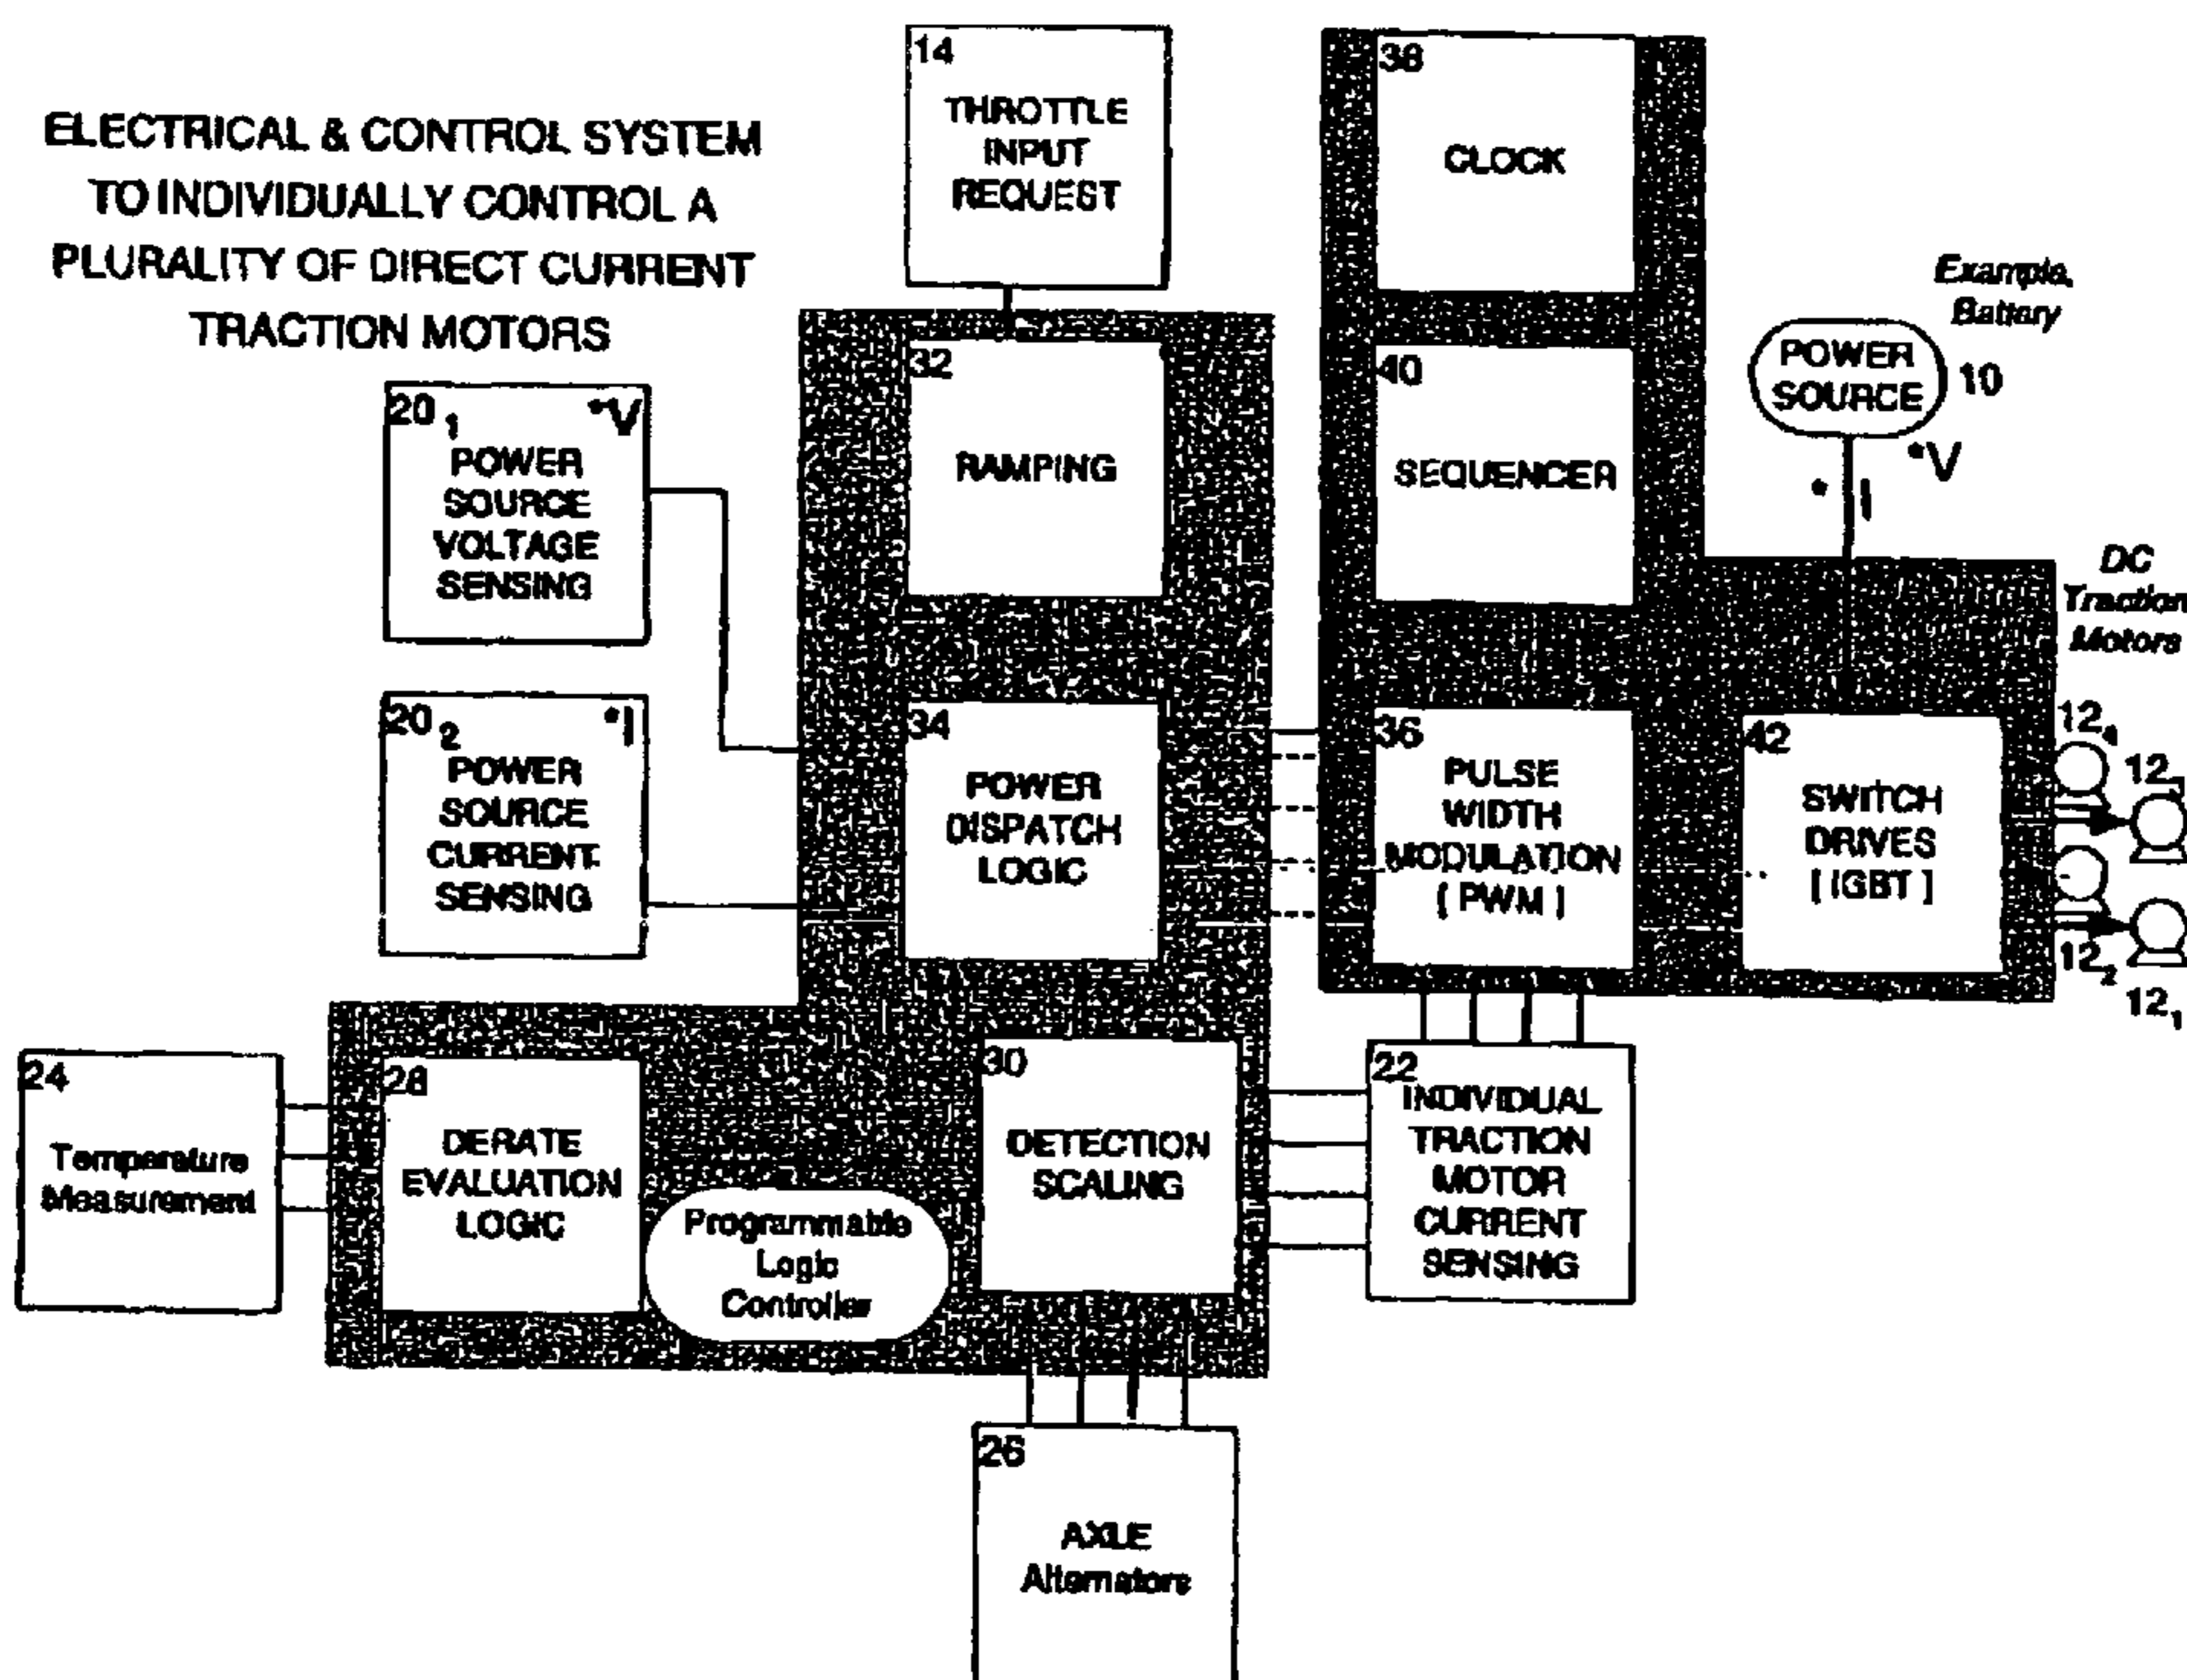 ELECTRICAL & CONTROL SYSTEM
TO INDIVIDUALLY CONTROL A
PLURALITY OF DIRECT CURRENT
TRACTION MOTORS
14
THROTTLE
INPUT
REQUEST
38
CLOCK
Example,
Battery
POWER
SOURCE
10
*V
* I
32
RAMPING
40
SEQUENCER
20 1
*V
POWER
SOURCE
VOLTAGE
SENSING
DC
Traction
Motors
20 2
*I
POWER
SOURCE
CURRENT
SENSING
34
POWER
DISPATCH
LOGIC
36
PULSE
WIDTH
MODULATION
[ PWM ]
42
SWITCH
DRIVES
[ IGBT ]
12 4
12
12 2
12 1
24
Temperature
Measurement
28
DERATE
EVALUATION
LOGIC
Programmable
Logic
Controller
30
DETECTION
SCALING
22
INDIVIDUAL
TRACTION
MOTOR
CURRENT
SENSING
26
AXLE
Alternators